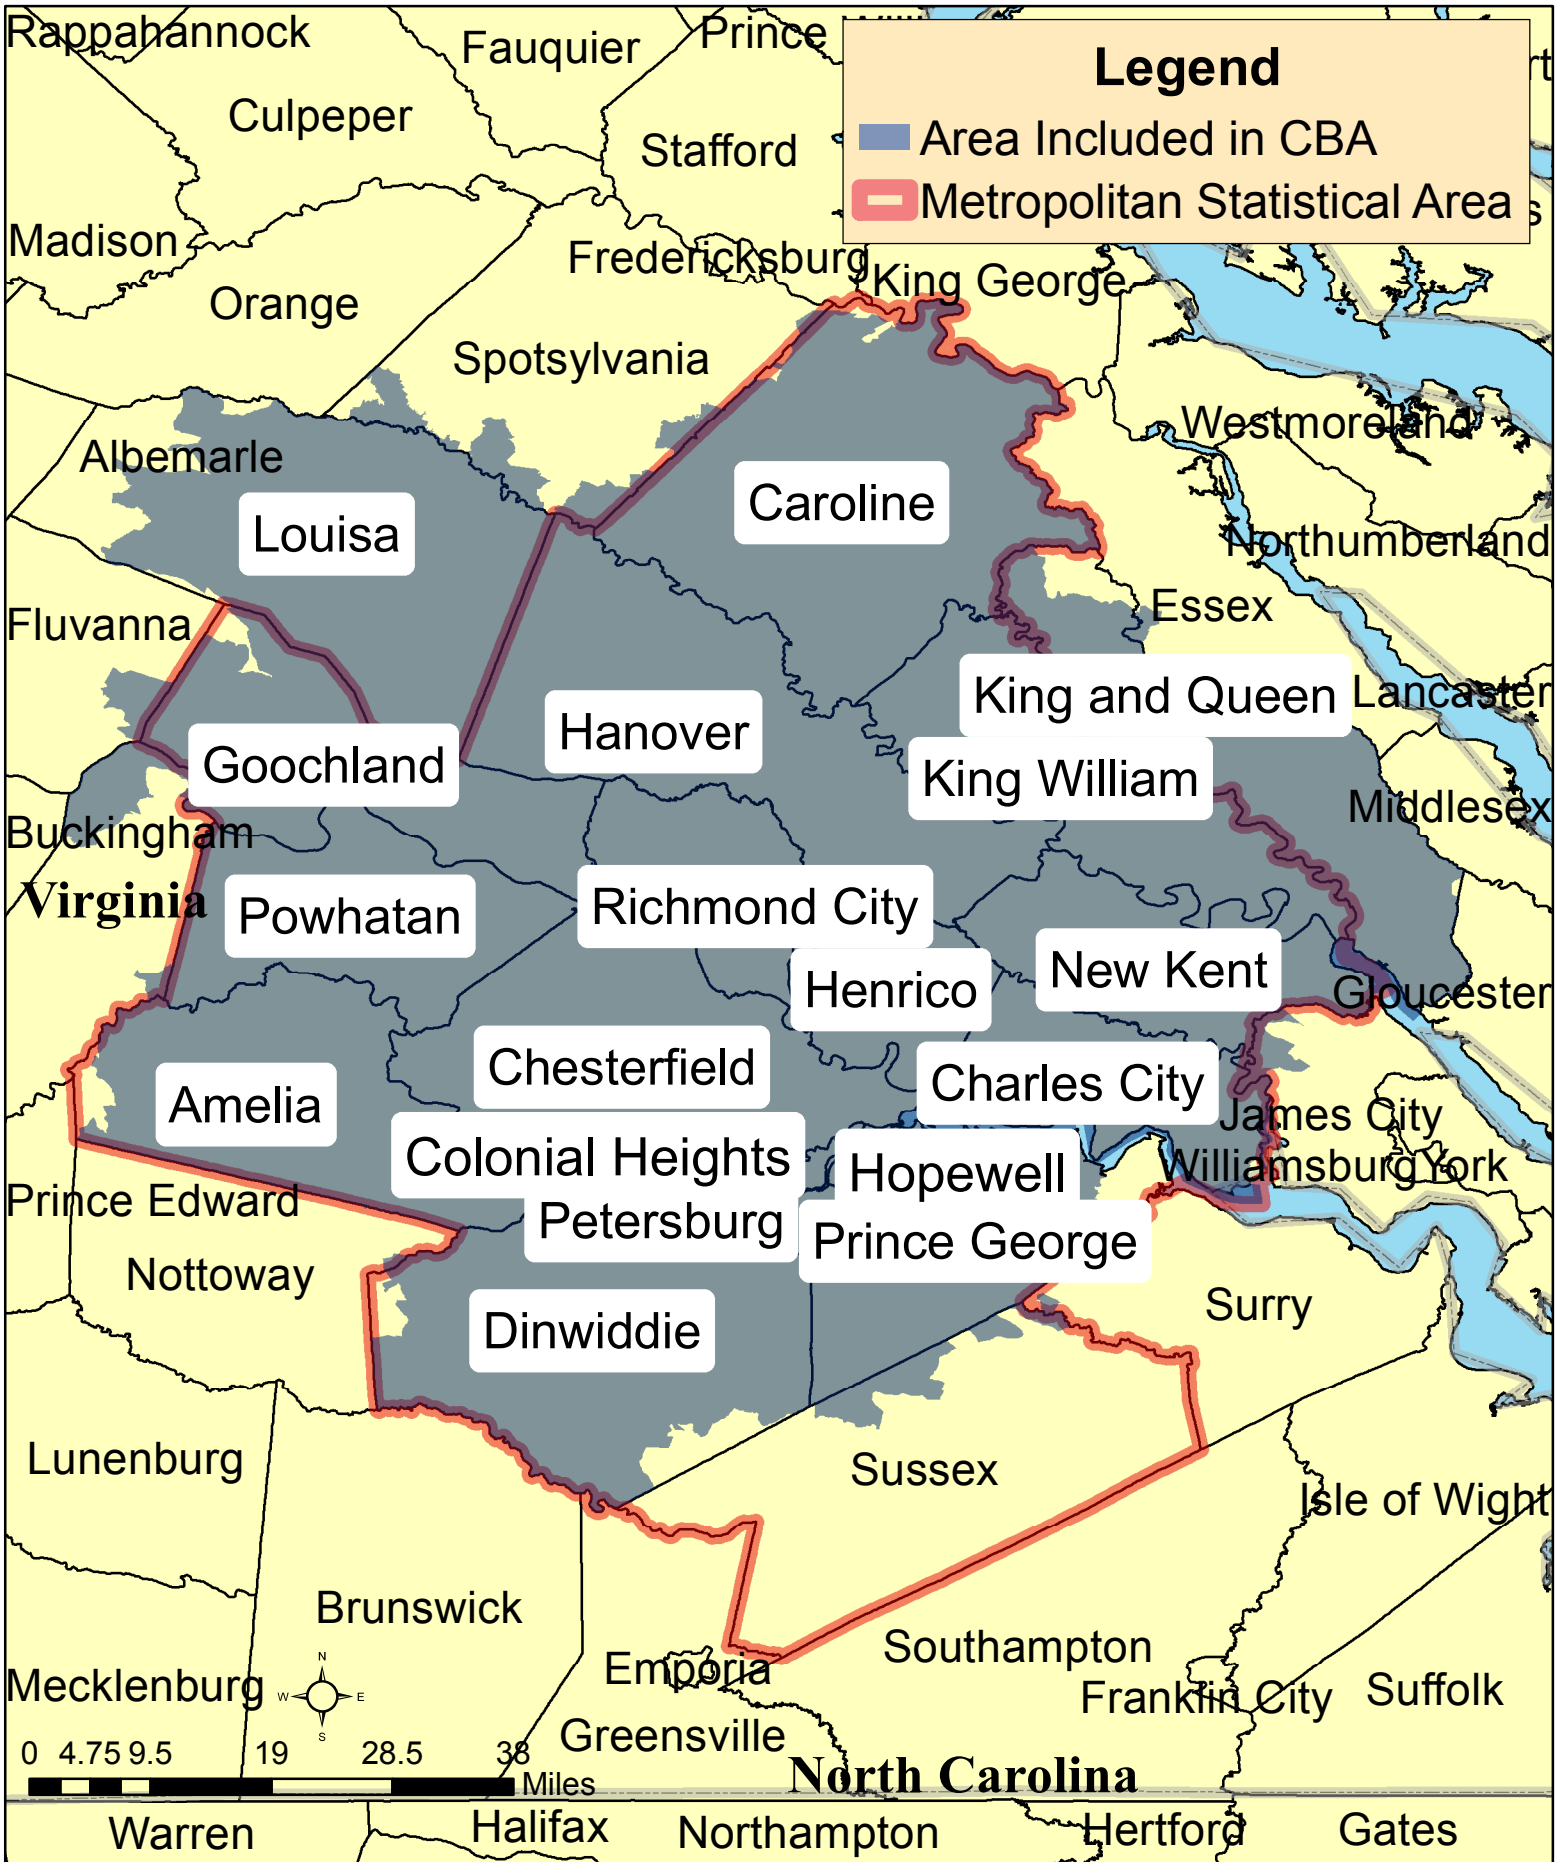 Rappahannock
Fauquier
Prince
Legend
Culpeper
Stafford
Area Included in CBA
Metropolitan Statistical Area
Madison
Fredericksburg
King George
Orange
Spotsylvania
Westmoreland
Albemarle
Caroline
Louisa
Northumberland
Essex
Fluvanna
King and Queen
Lancaster
Hanover
Goochland
King William
Middlesex
Buckingham
Virginia
Powhatan
Richmond City
New Kent
Henrico
Gloucester
Chesterfield
Charles City
Amelia
James City
Colonial Heights
Hopewell
Williamsburg
York
Prince Edward
Petersburg
Prince George
Nottoway
Surry
Dinwiddie
Lunenburg
Sussex
Isle of Wight
Brunswick
Southampton
Emporia
Mecklenburg
N
W
E
S
Franklin City
Suffolk
Greensville
0 4.75 9.5 19 28.5 38
Miles
North Carolina
Warren
Halifax
Northampton
Hertford
Gates